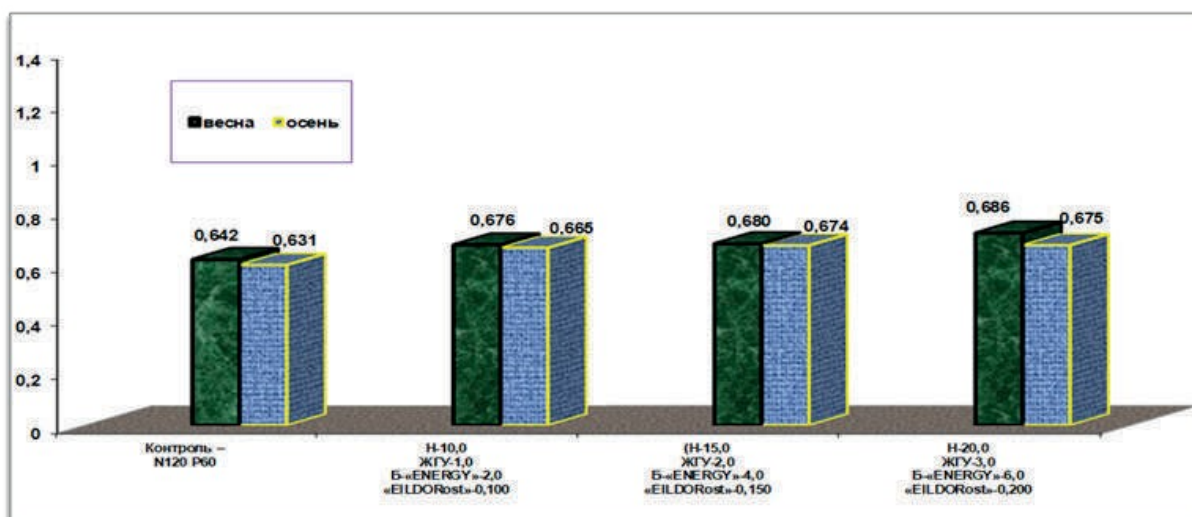 1,4
1,2
1
0,8
0,6
0,4
0,2
0
весна осень
0,642 0,631
0,676 0,665
0,680 0,674
0,686 0,675
Контроль –
N120 P60
Н-10,0
ЖГУ-1,0
Б-«ENERGY»-2,0
«EILDORost»-0,100
(Н-15,0
ЖГУ-2,0
Б-«ENERGY»-4,0
«EILDORost»-0,150
Н-20,0
ЖГУ-3,0
Б-«ENERGY»-6,0
«EILDORost»-0,200